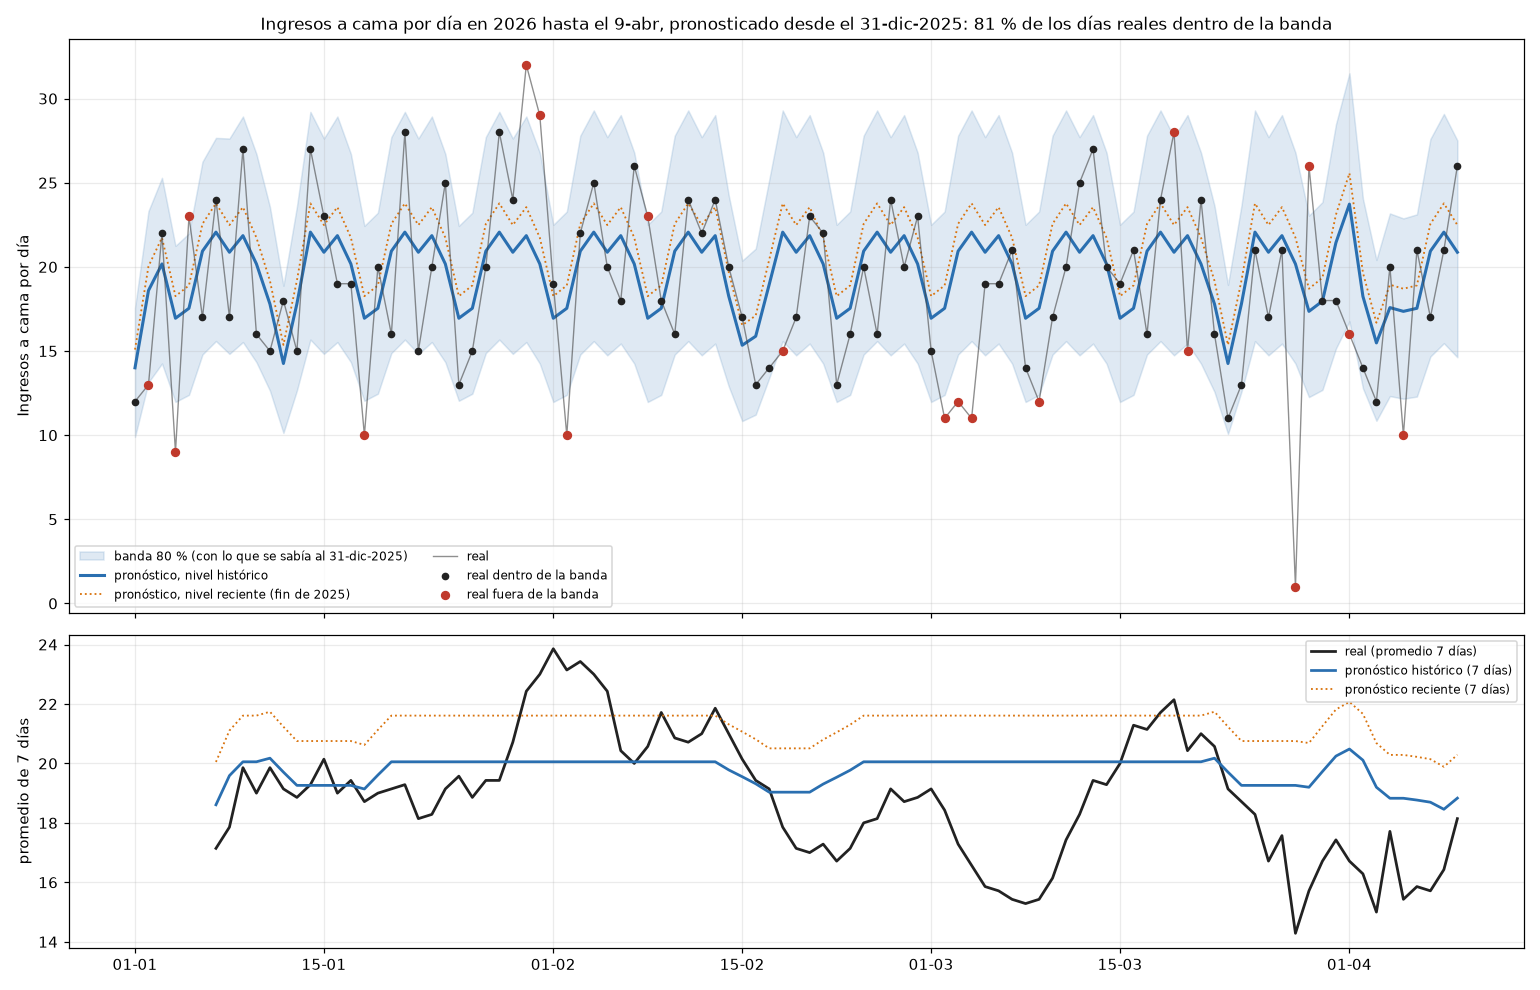 Ingresos a cama por día en 2026 hasta el 9-abr, pronosticado desde el 31-dic-2025: 81 % de los días reales dentro de la banda
Ingresos a cama por día
30
25
20
15
10
5
0
banda 80 % (con lo que se sabía al 31-dic-2025)
pronóstico, nivel histórico
pronóstico, nivel reciente (fin de 2025)
real
real dentro de la banda
real fuera de la banda
promedio de 7 días
24
22
20
18
16
14
real (promedio 7 días)
pronóstico histórico (7 días)
pronóstico reciente (7 días)
01-01
15-01
01-02
15-02
01-03
15-03
01-04